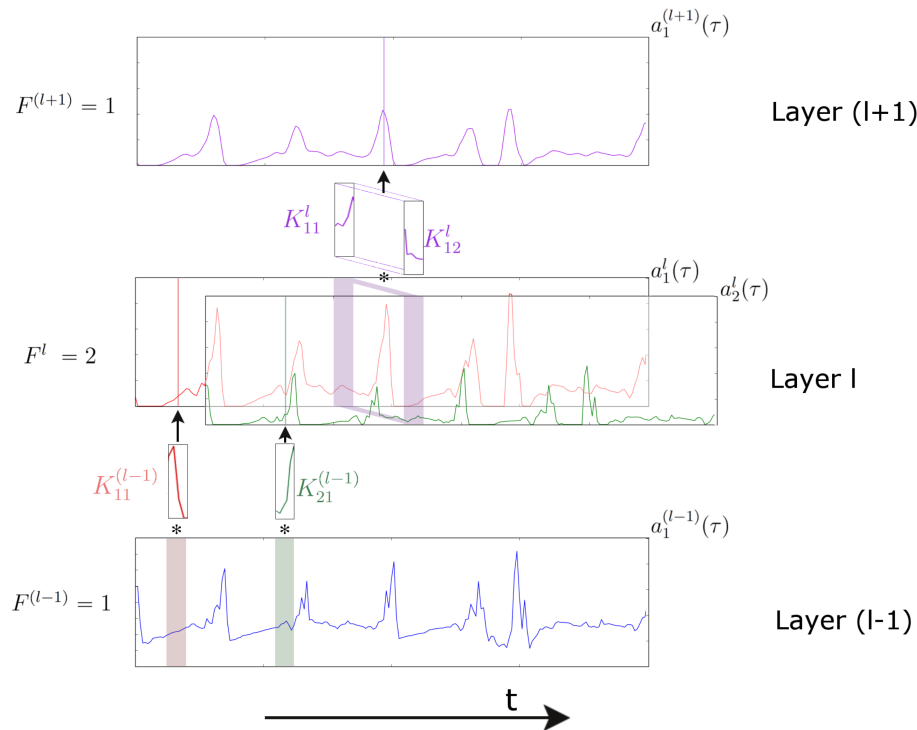 a_1^{(l+1)}(τ)
F^{(l+1)} = 1
Layer (l+1)
K_{11}^l
K_{12}^l
*
a_1^l(τ)
a_2^l(τ)
F^l = 2
Layer l
K_{11}^{(l-1)}
K_{21}^{(l-1)}
* *
a_1^{(l-1)}(τ)
F^{(l-1)} = 1
Layer (l-1)
t